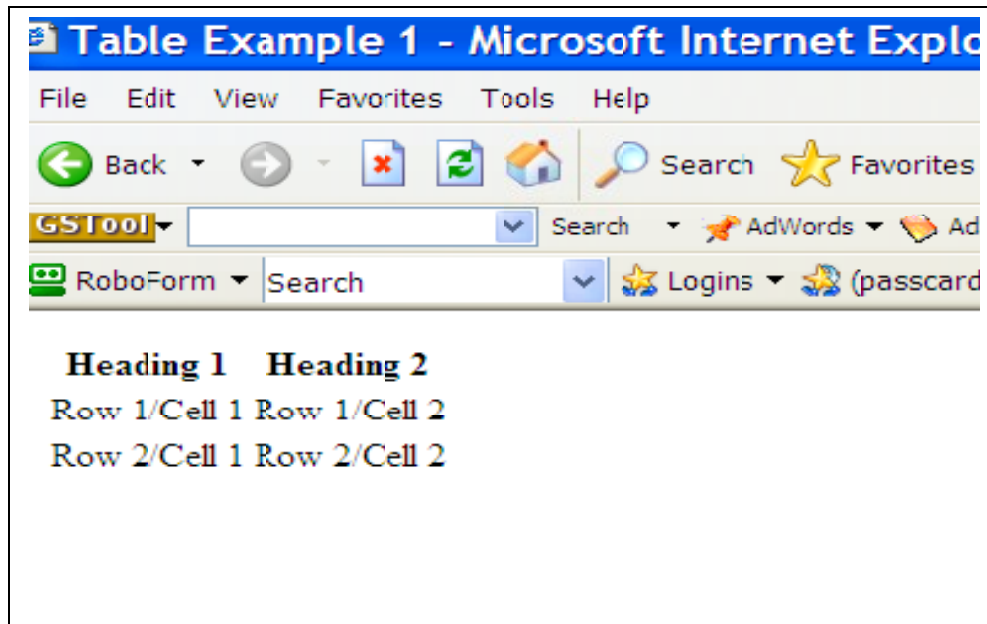 Table Example 1 - Microsoft Internet Explo
File Edit View Favorites Tools Help
Back Search Favorites
GSTool Search AdWords Ad
RoboForm Search Logins (passcard
Heading 1 Heading 2
Row 1/Cell 1 Row 1/Cell 2
Row 2/Cell 1 Row 2/Cell 2